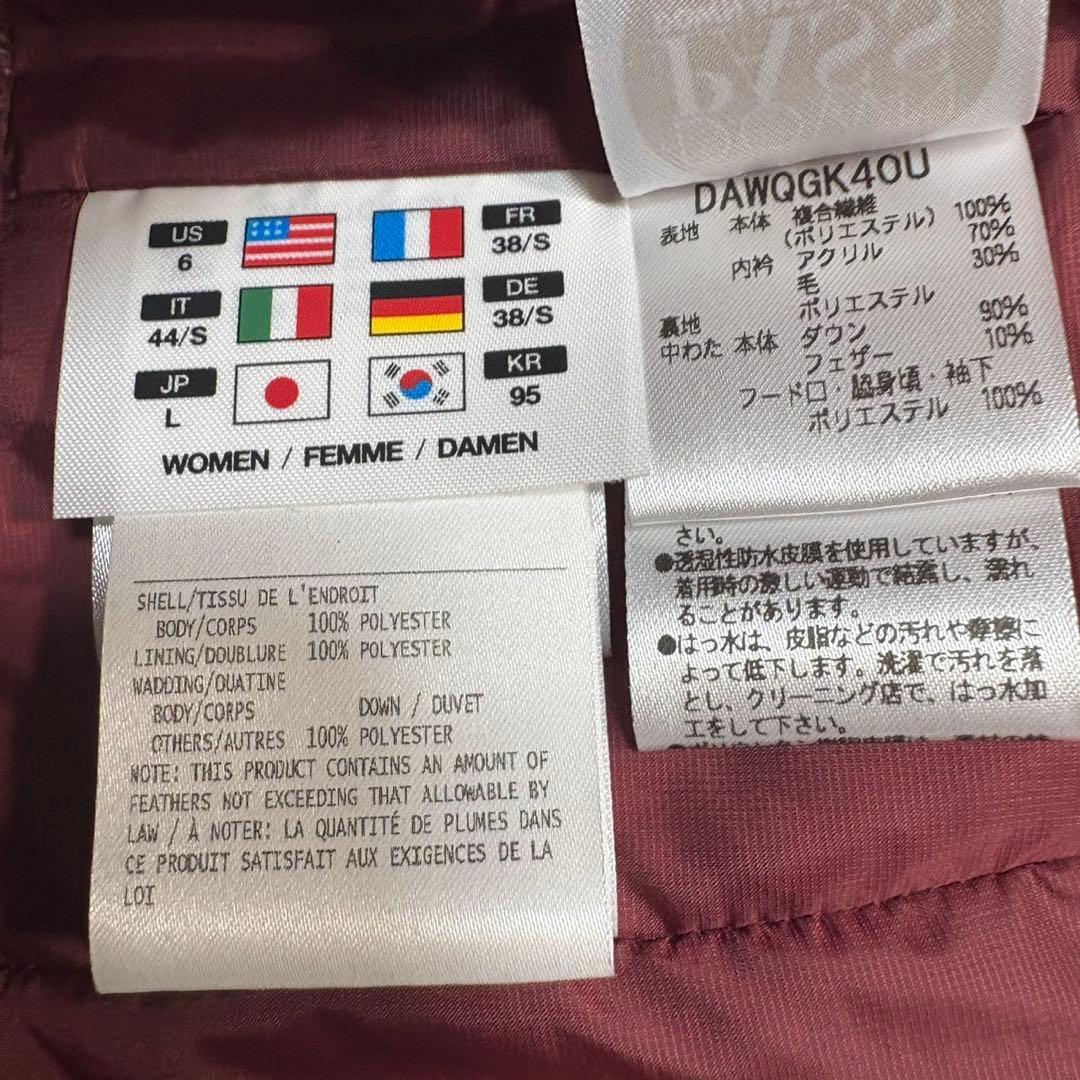 US
6
FR
38/S
IT
44/S
DE
38/S
JP
L
KR
95
WOMEN / FEMME / DAMEN
DAWQGK40U
表地 本体 複合繊維
(ポリエステル) 100%
内衿 アクリル 70%
毛 30%
裏地 ポリエステル
中わた 本体 ダウン 90%
フェザー 10%
フード口 脇身頃・袖下
ポリエステル 100%
さい。
●透湿性防水皮膜を使用していますが、
着用時の激しい運動で結露し、濡れ
ることがあります。
●はっ水は、皮脂などの汚れや摩擦に
よって低下します。洗濯で汚れを落
とし、クリーニング店で、はっ水加
工をして下さい。
SHELL/TISSU DE L'ENDROIT
BODY/CORPS 100% POLYESTER
LINING/DOUBLURE 100% POLYESTER
WADDING/OUATINE
BODY/CORPS DOWN / DUVET
OTHERS/AUTRES 100% POLYESTER
NOTE: THIS PRODUCT CONTAINS AN AMOUNT OF
FEATHERS NOT EXCEEDING THAT ALLOWABLE BY
LAW / À NOTER: LA QUANTITÉ DE PLUMES DANS
CE PRODUIT SATISFAIT AUX EXIGENCES DE LA
LOI